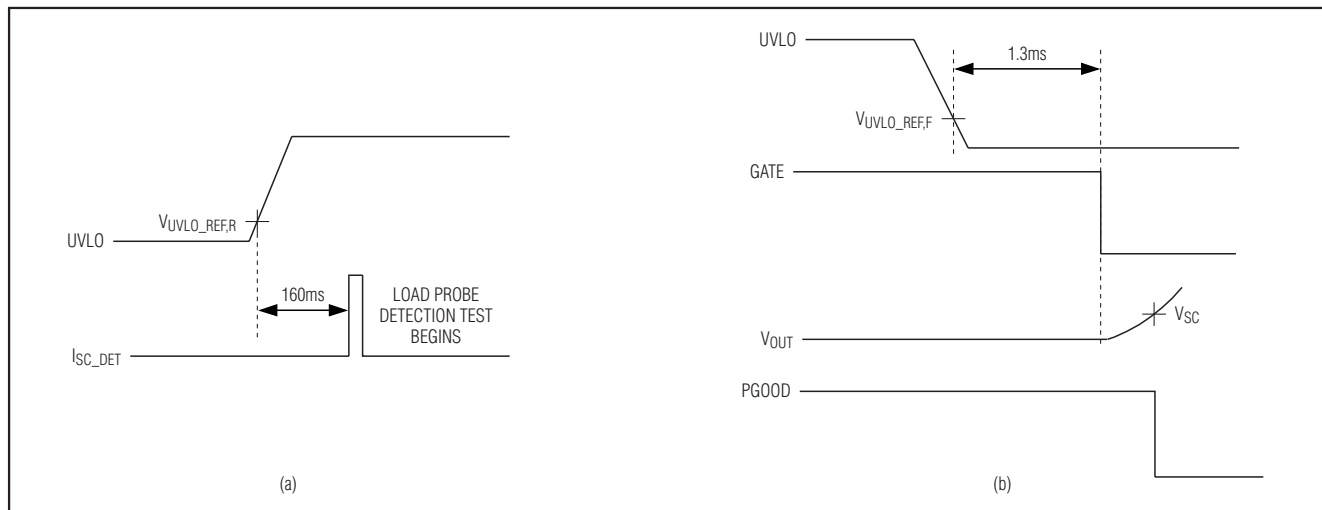 UVLO
V_UVLO_REF,R
160ms
LOAD PROBE
DETECTION TEST
BEGINS
I_SC_DET
(a)
UVLO
1.3ms
V_UVLO_REF,F
GATE
V_SC
V_OUT
PGOOD
(b)